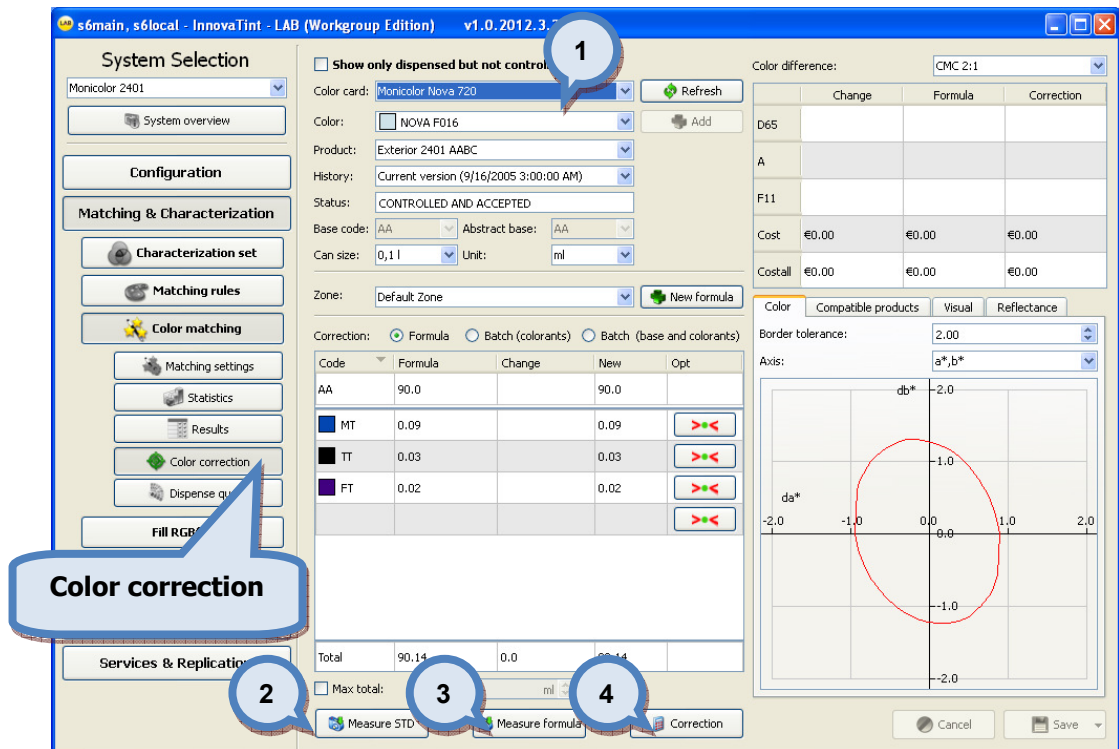 s6main, s6local - InnovaTint - LAB (Workgroup Edition) v1.0.2012.3.
System Selection
Monicolor 2401
System overview
Configuration
Matching & Characterization
Characterization set
Matching rules
Color matching
Matching settings
Statistics
Results
Color correction
Dispense
Fill RGB
Color correction
Services & Replication
1
Show only dispensed but not control
Color card: Monicolor Nova 720 Refresh
Color: NOVA F016 Add
Product: Exterior 2401 AABC
History: Current version (9/16/2005 3:00:00 AM)
Status: CONTROLLED AND ACCEPTED
Base code: AA Abstract base: AA
Can size: 0,1 l Unit: ml
Zone: Default Zone New formula
Correction: Formula Batch (colorants) Batch (base and colorants)
Code Formula Change New Opt
AA 90.0 90.0
MT 0.09 0.09
TT 0.03 0.03
FT 0.02 0.02
Total 90.14 0.0 90.14
Max total: ml
2 3 4
Measure STD Measure formula Correction
Color difference: CMC 2:1
Change Formula Correction
D65
A
F11
Cost €0.00 €0.00 €0.00
Costall €0.00 €0.00 €0.00
Color Compatible products Visual Reflectance
Border tolerance: 2.00
Axis: a*,b*
db* 2.0
1.0
da*
-2.0 -1.0 0.0 1.0 2.0
0.0
-1.0
-2.0
Cancel Save